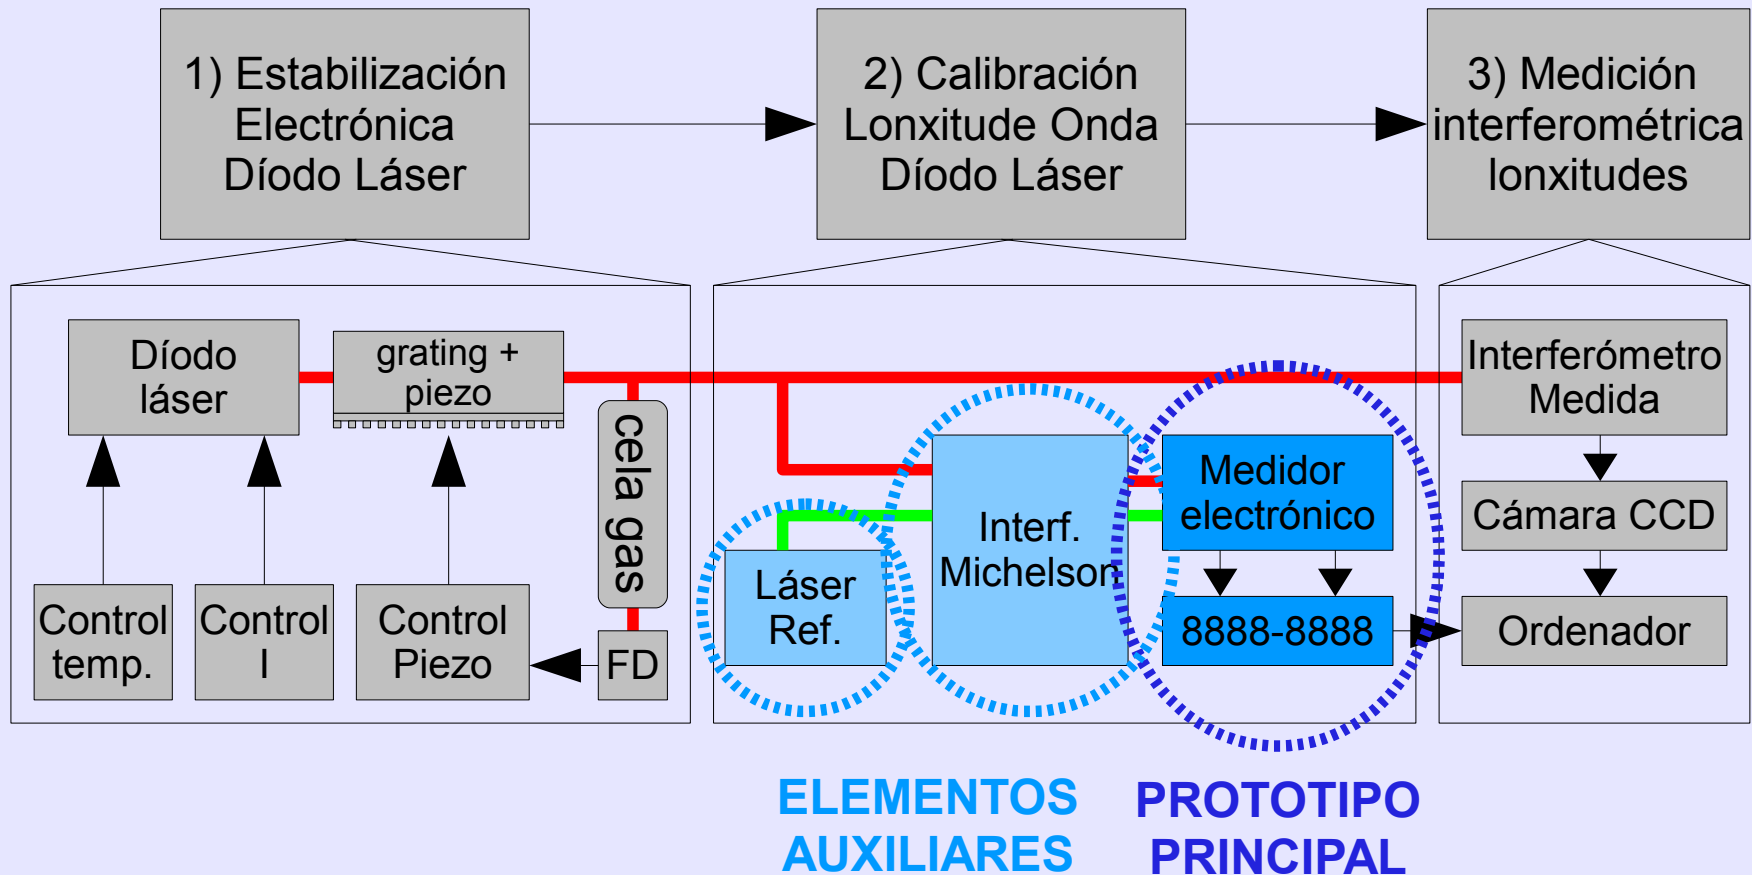 1) Estabilización
Electrónica
Díodo Láser
2) Calibración
Lonxitude Onda
Díodo Láser
3) Medición
interferométrica
lonxitudes
Díodo
láser
grating +
piezo
cela gas
Control
temp.
Control
I
Control
Piezo
FD
Láser
Ref.
Interf.
Michelson
Medidor
electrónico
8888-8888
Interferómetro
Medida
Cámara CCD
Ordenador
ELEMENTOS
AUXILIARES
PROTOTIPO
PRINCIPAL